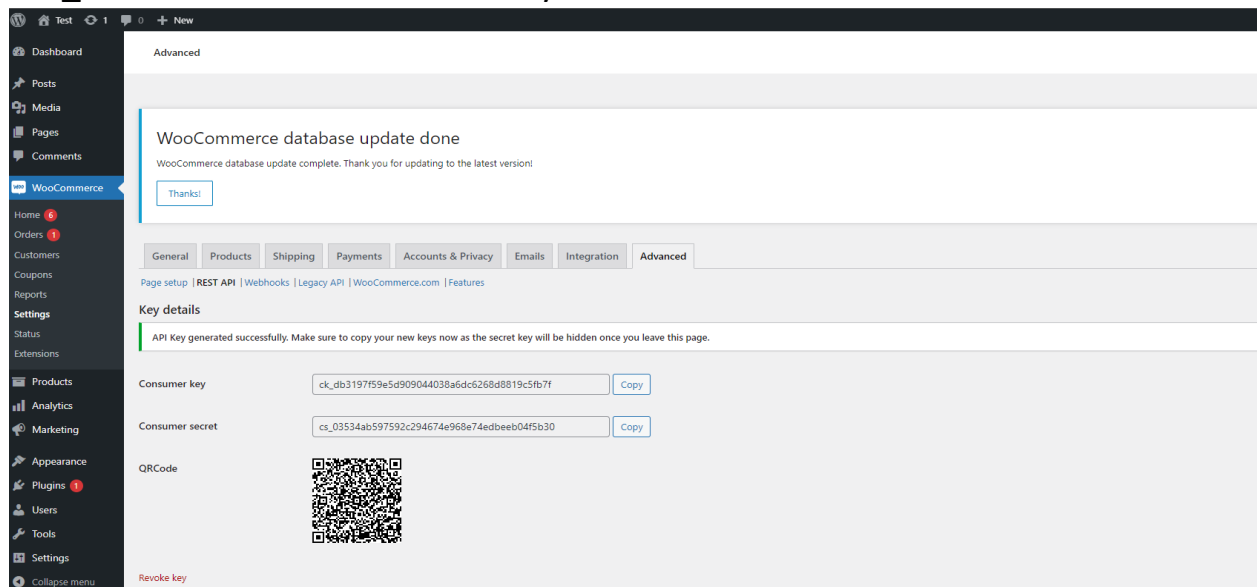 Test 1 0 + New
Dashboard
Advanced
Posts
Media
Pages
Comments
WooCommerce database update done
WooCommerce database update complete. Thank you for updating to the latest version!
Thanks!
WooCommerce
Home 6
Orders 1
Customers
Coupons
Reports
Settings
Status
Extensions
General Products Shipping Payments Accounts & Privacy Emails Integration Advanced
Page setup | REST API | Webhooks | Legacy API | WooCommerce.com | Features
Key details
API Key generated successfully. Make sure to copy your new keys now as the secret key will be hidden once you leave this page.
Products
Analytics
Marketing
Consumer key ck_db3197f59e5d909044038a6dc6268d8819c5fb7f Copy
Consumer secret cs_03534ab597592c294674e968e74edbeeb04f5b30 Copy
QRCode
Appearance
Plugins 1
Users
Tools
Settings
Collapse menu
Revoke key